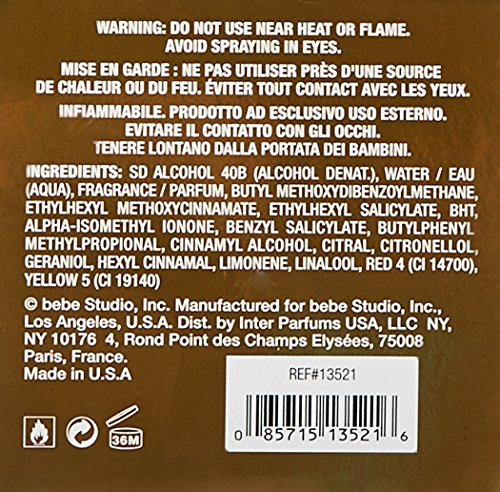 WARNING: DO NOT USE NEAR HEAT OR FLAME.
AVOID SPRAYING IN EYES.
MISE EN GARDE : NE PAS UTILISER PRÈS D'UNE SOURCE
DE CHALEUR OU DU FEU. ÉVITER TOUT CONTACT AVEC LES YEUX.
INFIAMMABILE. PRODOTTO AD ESCLUSIVO USO ESTERNO.
EVITARE IL CONTATTO CON GLI OCCHI.
TENERE LONTANO DALLA PORTATA DEI BAMBINI.
INGREDIENTS: SD ALCOHOL 40B (ALCOHOL DENAT.), WATER / EAU
(AQUA), FRAGRANCE / PARFUM, BUTYL METHOXYDIBENZOYLMETHANE,
ETHYLHEXYL METHOXYCINNAMATE, ETHYLHEXYL SALICYLATE, BHT,
ALPHA-ISOMETHYL IONONE, BENZYL SALICYLATE, BUTYLPHENYL
METHYLPROPIONAL, CINNAMYL ALCOHOL, CITRAL, CITRONELLOL,
GERANIOL, HEXYL CINNAMAL, LIMONENE, LINALOOL, RED 4 (CI 14700),
YELLOW 5 (CI 19140)
© bebe Studio, Inc. Manufactured for bebe Studio, Inc.,
Los Angeles, U.S.A. Dist. by Inter Parfums USA, LLC NY,
NY 10176 4, Rond Point des Champs Elysées, 75008
Paris, France.
Made in U.S.A
REF#13521
0 85715 13521 6
36M